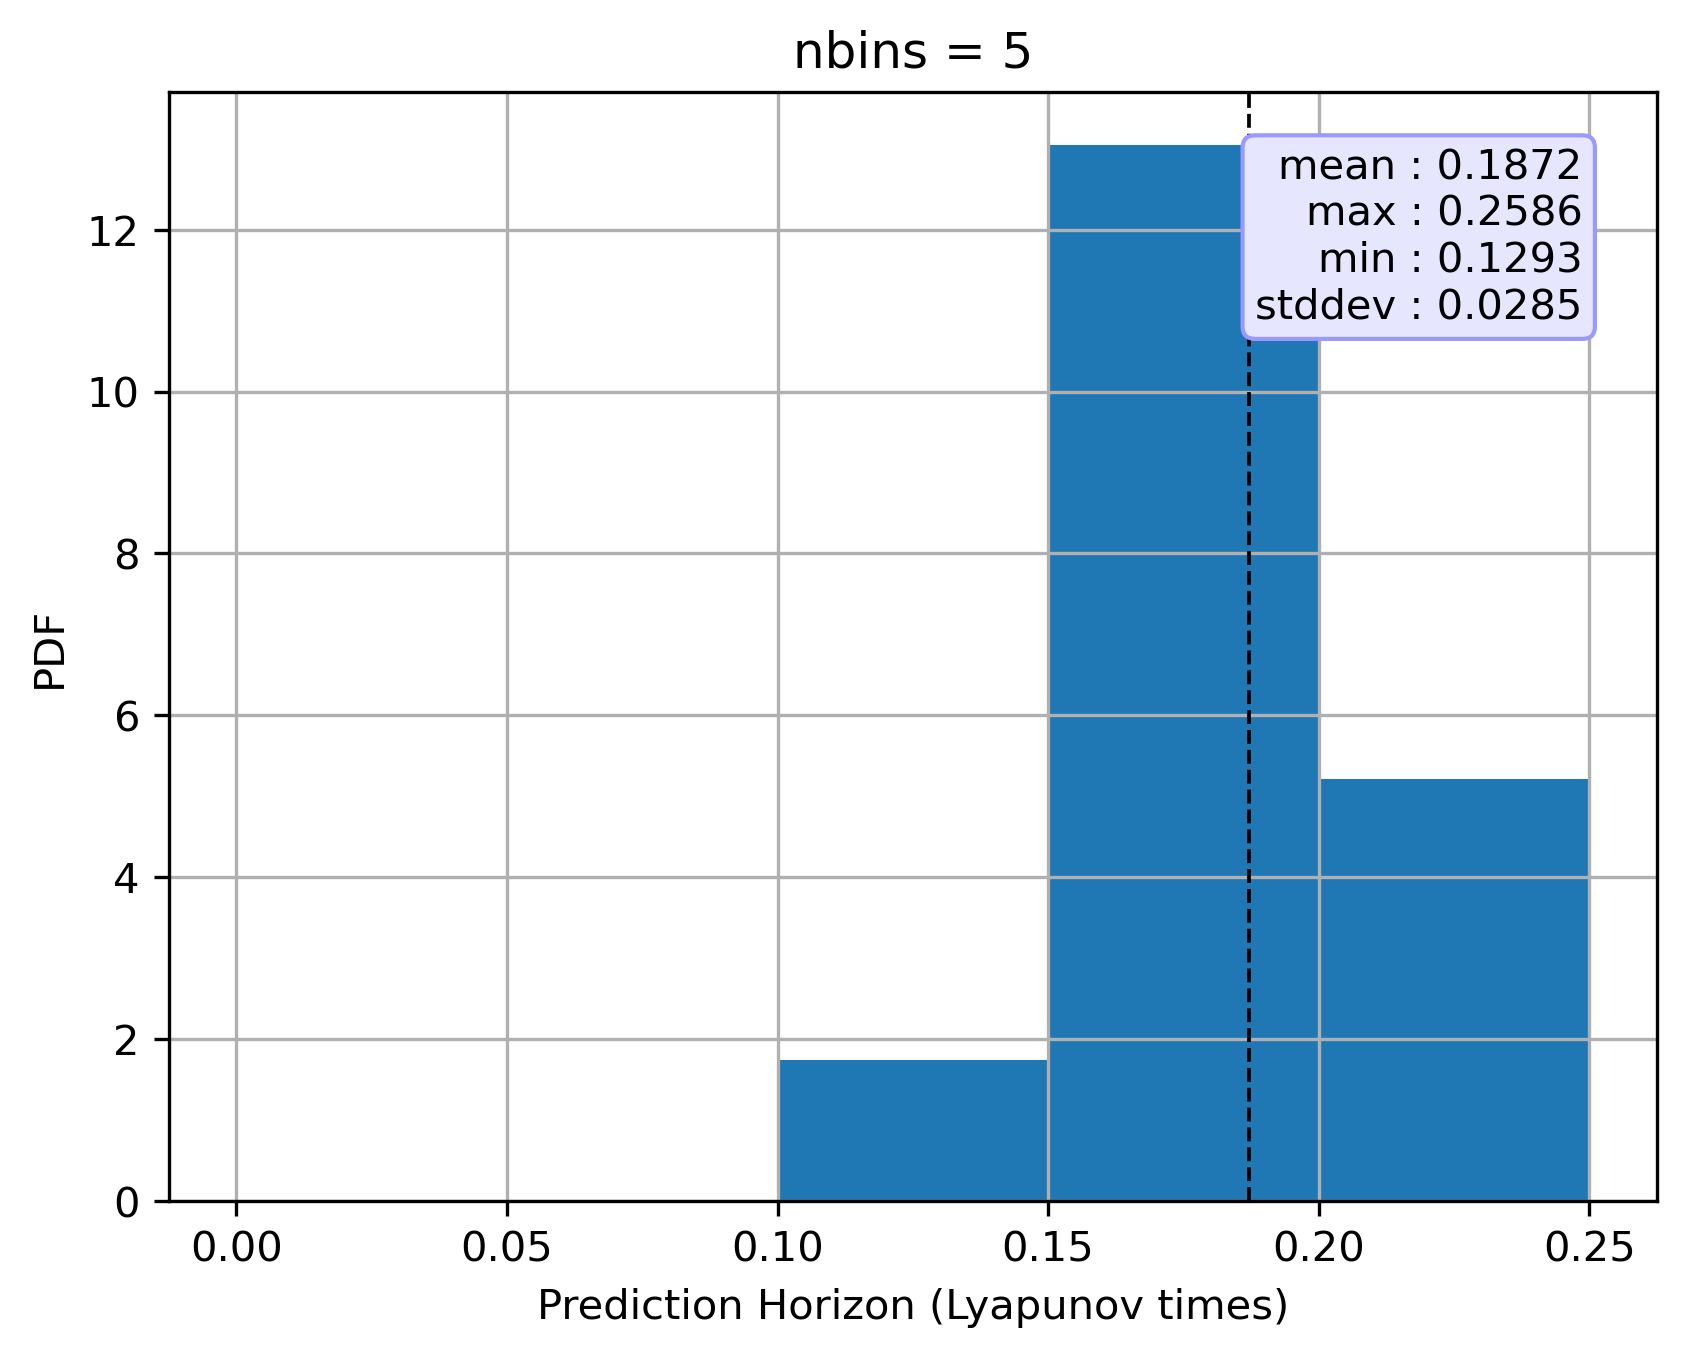 nbins = 5
mean : 0.1872
max : 0.2586
min : 0.1293
stddev : 0.0285
PDF
12
10
8
6
4
2
0
0.00 0.05 0.10 0.15 0.20 0.25
Prediction Horizon (Lyapunov times)